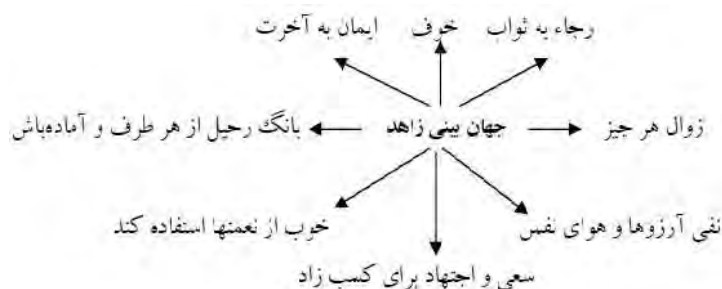 رجاء به ثواب
خوف
ایمان به آخرت
زوال هر چیز
جهان بینی زاهد
بانگ رحیل از هر طرف و آماده‌باش
نفی آرزوها و هوای نفس
خوب از نعمتها استفاده کند
سعی و اجتهاد برای کسب زاد